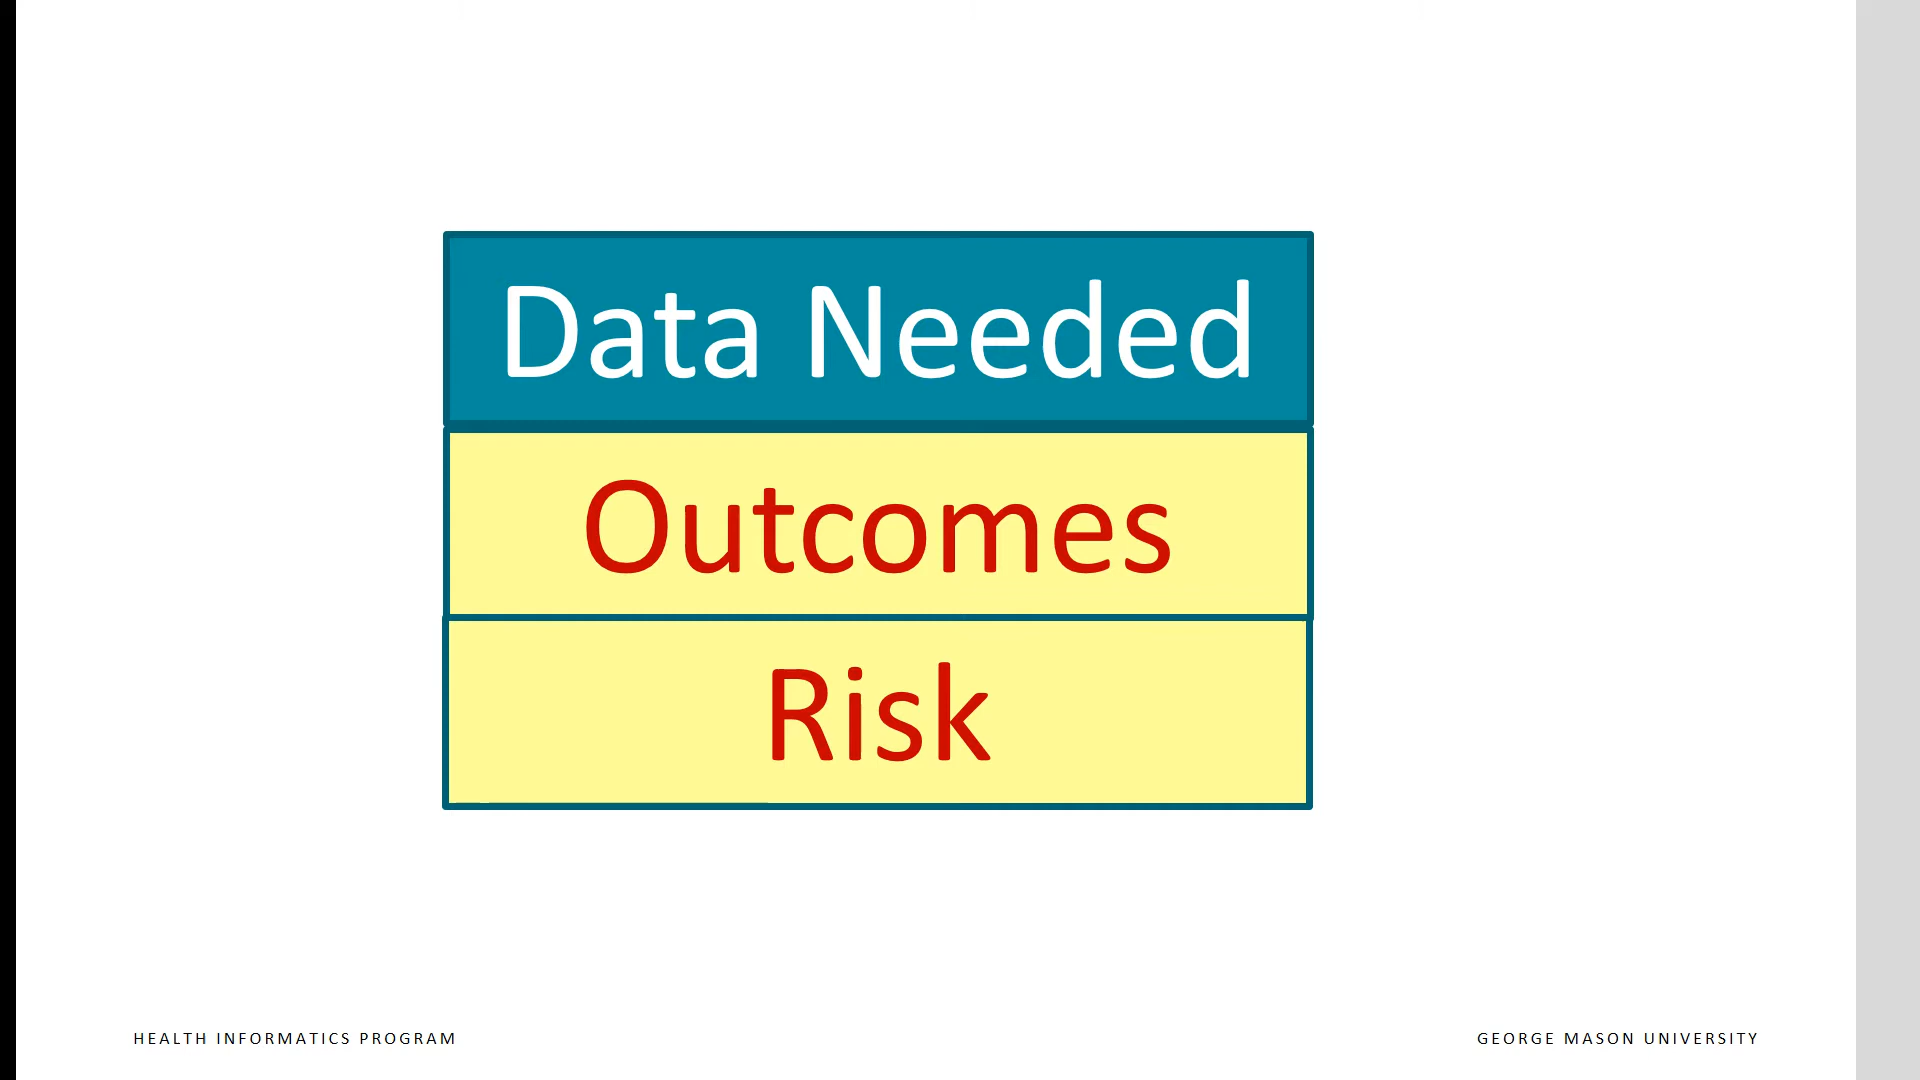 Data Needed
Outcomes
Risk
HEALTH INFORMATICS PROGRAM
GEORGE MASON UNIVERSITY